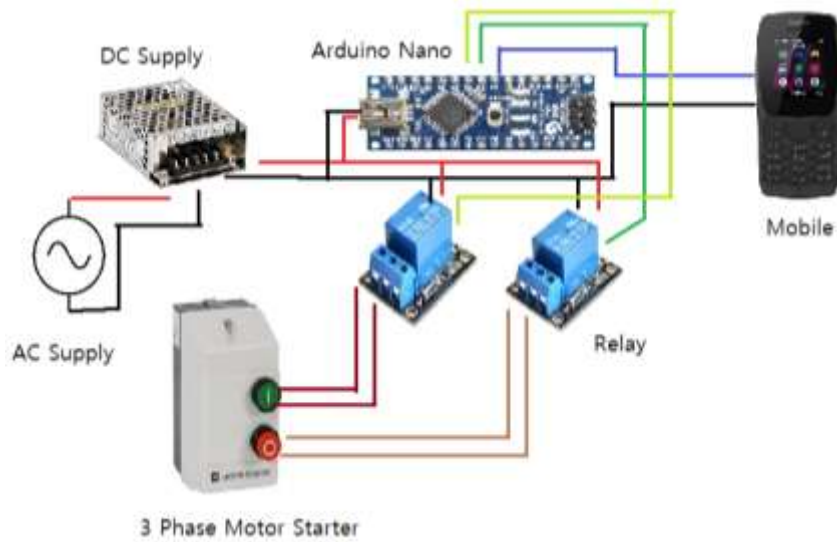 DC Supply
Arduino Nano
Mobile
AC Supply
Relay
3 Phase Motor Starter